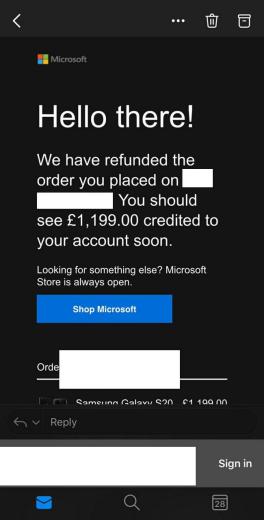 Microsoft
Hello there!
We have refunded the
order you placed on
You should
see £1,199.00 credited to
your account soon.
Looking for something else? Microsoft
Store is always open.
Shop Microsoft
Orde
Samsung Galaxy S20 £1,199.00
Reply
Sign in
28